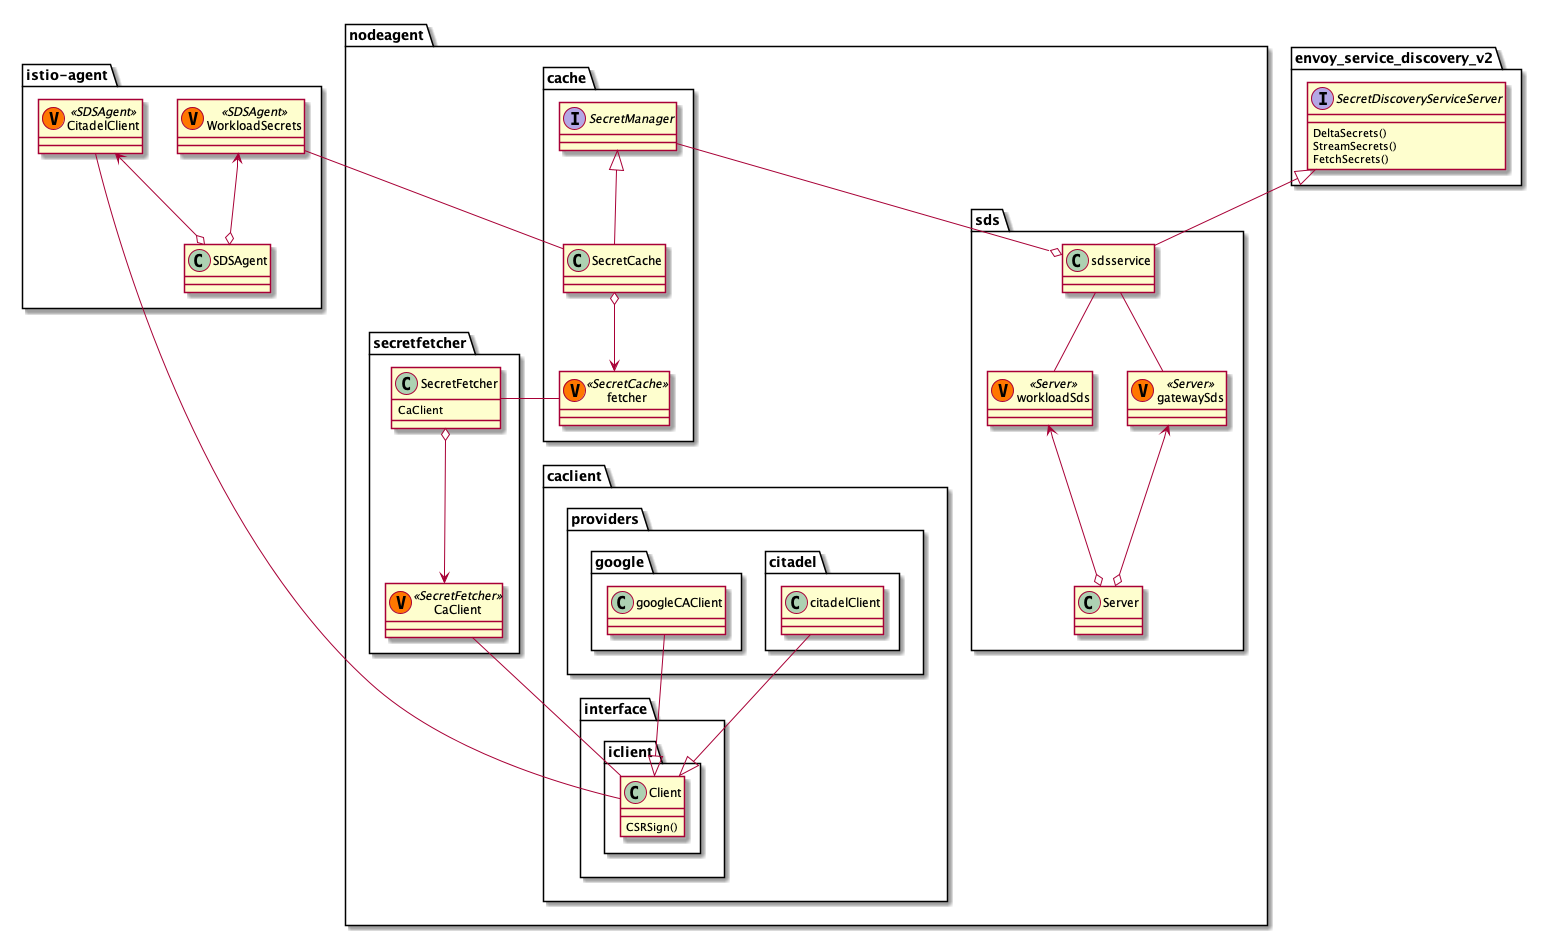 nodeagent
istio-agent
V
«SDSAgent»
CitadelClient
V
«SDSAgent»
WorkloadSecrets
C SDSAgent
cache
I SecretManager
C SecretCache
V
«SecretCache»
fetcher
secretfetcher
C SecretFetcher
CaClient
V
«SecretFetcher»
CaClient
caclient
providers
google
C googleCAClient
citadel
C citadelClient
interface
iclient
C Client
CSRSign()
sds
C sdsservice
V
«Server»
workloadSds
V
«Server»
gatewaySds
C Server
envoy_service_discovery_v2
I SecretDiscoveryServiceServer
DeltaSecrets()
StreamSecrets()
FetchSecrets()